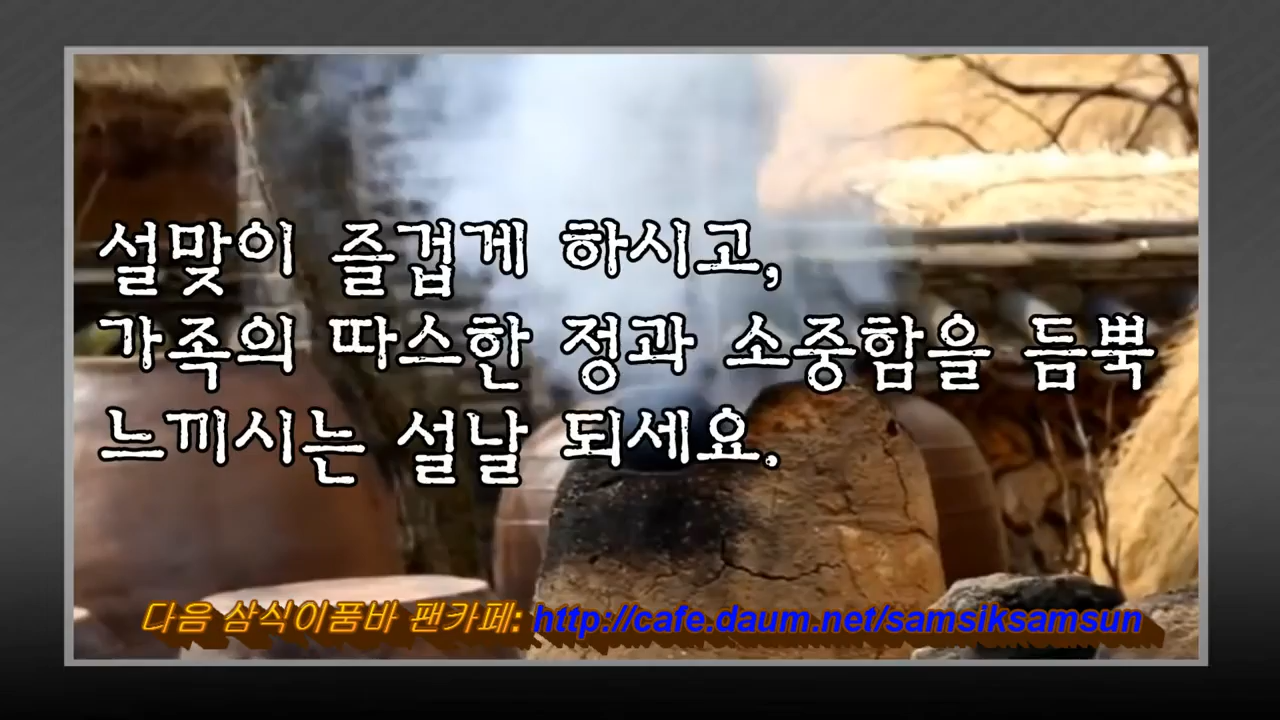 설맞이 즐겁게 하시고,
가족의 따스한 정과 소중함을 듬뿍
느끼시는 설날 되세요.
다음 삼식이품바 팬카페: http://cafe.daum.net/samsiksamsun